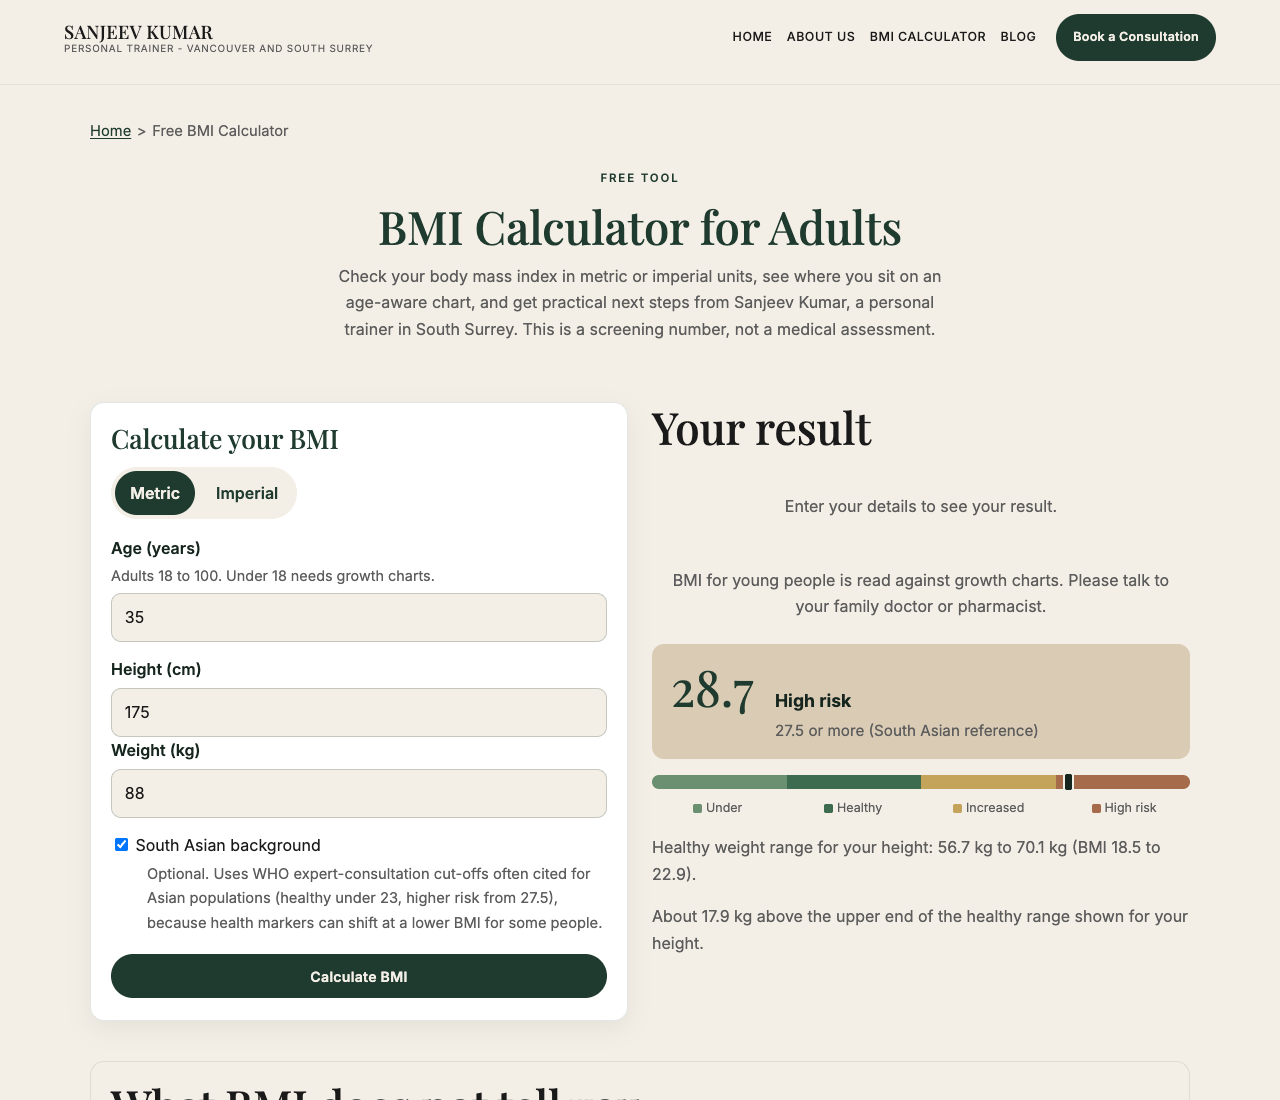 SANJEEV KUMAR
PERSONAL TRAINER - VANCOUVER AND SOUTH SURREY
HOME
ABOUT US
BMI CALCULATOR
BLOG
Book a Consultation
Home > Free BMI Calculator
FREE TOOL
BMI Calculator for Adults
Check your body mass index in metric or imperial units, see where you sit on an
age-aware chart, and get practical next steps from Sanjeev Kumar, a personal
trainer in South Surrey. This is a screening number, not a medical assessment.
Calculate your BMI
Metric
Imperial
Age (years)
Adults 18 to 100. Under 18 needs growth charts.
35
Height (cm)
175
Weight (kg)
88
South Asian background
Optional. Uses WHO expert-consultation cut-offs often cited for
Asian populations (healthy under 23, higher risk from 27.5),
because health markers can shift at a lower BMI for some people.
Calculate BMI
Your result
Enter your details to see your result.
BMI for young people is read against growth charts. Please talk to
your family doctor or pharmacist.
28.7
High risk
27.5 or more (South Asian reference)
Under
Healthy
Increased
High risk
Healthy weight range for your height: 56.7 kg to 70.1 kg (BMI 18.5 to
22.9).
About 17.9 kg above the upper end of the healthy range shown for your
height.
What BMI does not tell you